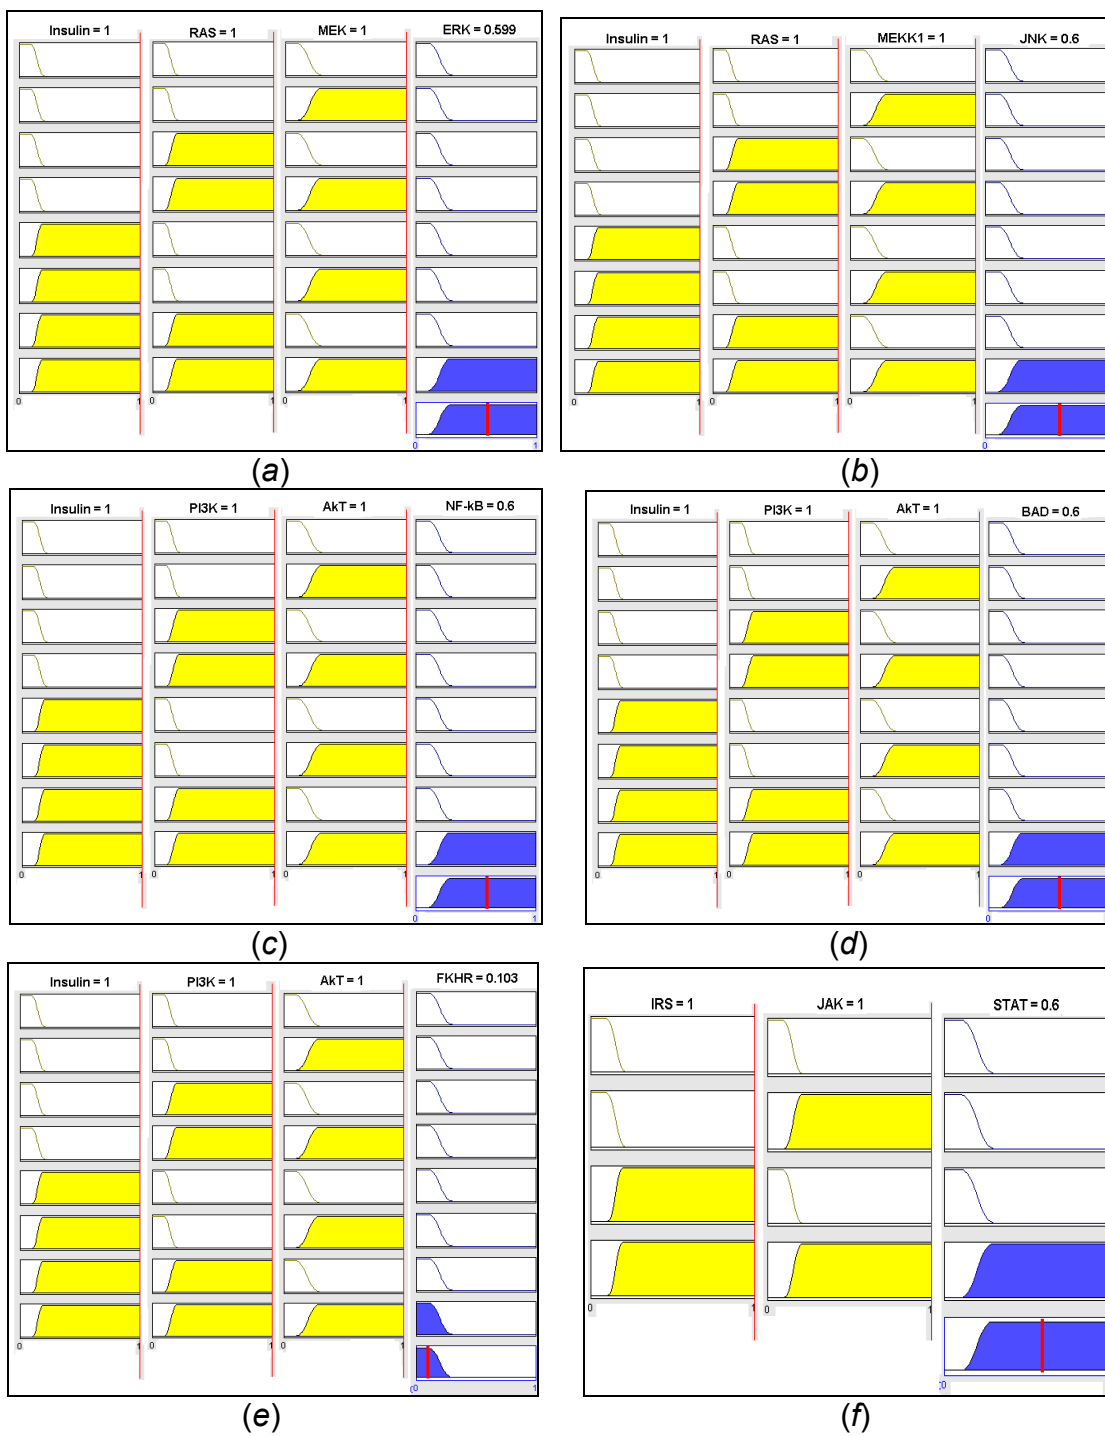 Insulin = 1 RAS = 1 MEK = 1 ERK = 0.599
0 1 0 1 0 1
0 1
(a)
Insulin = 1 RAS = 1 MEKK1 = 1 JNK = 0.6
0 1 0 1 0 1
0
(b)
Insulin = 1 PI3K = 1 AkT = 1 NF-kB = 0.6
0 1 0 1 0 1
0 1
(c)
Insulin = 1 PI3K = 1 AkT = 1 BAD = 0.6
0 1 0 1 0 1
0
(d)
Insulin = 1 PI3K = 1 AkT = 1 FKHR = 0.103
0 1 0 1 0 1
0 1
(e)
IRS = 1 JAK = 1 STAT = 0.6
0 1 0 1
0 1
(f)